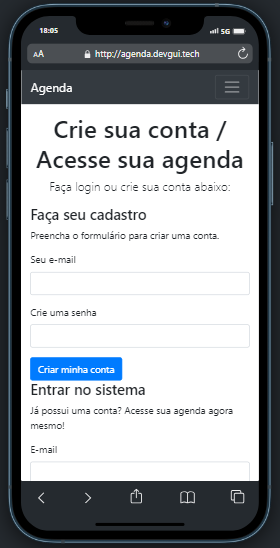 18:05
5G
AA
http://agenda.devgui.tech
Agenda
Crie sua conta /
Acesse sua agenda
Faça login ou crie sua conta abaixo:
Faça seu cadastro
Preencha o formulário para criar uma conta.
Seu e-mail
Crie uma senha
Criar minha conta
Entrar no sistema
Já possui uma conta? Acesse sua agenda agora
mesmo!
E-mail